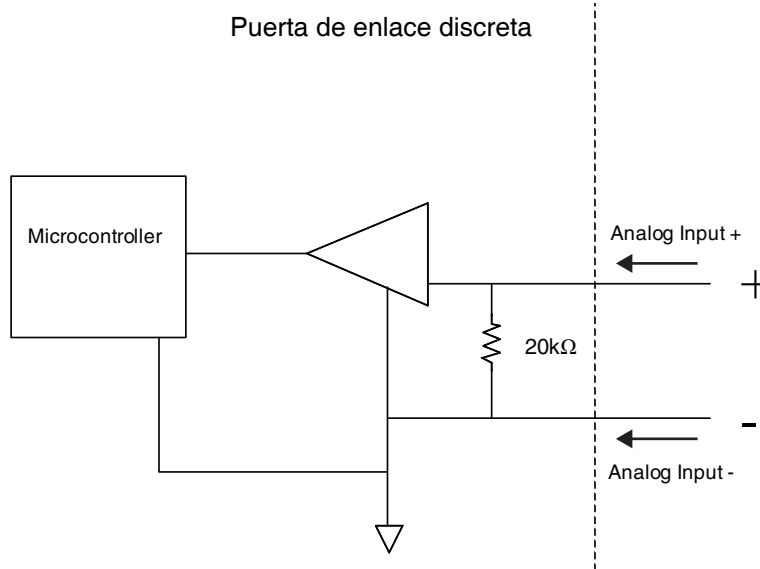 Puerta de enlace discreta
Microcontroller
Analog Input +
+
20kΩ
-
Analog Input -